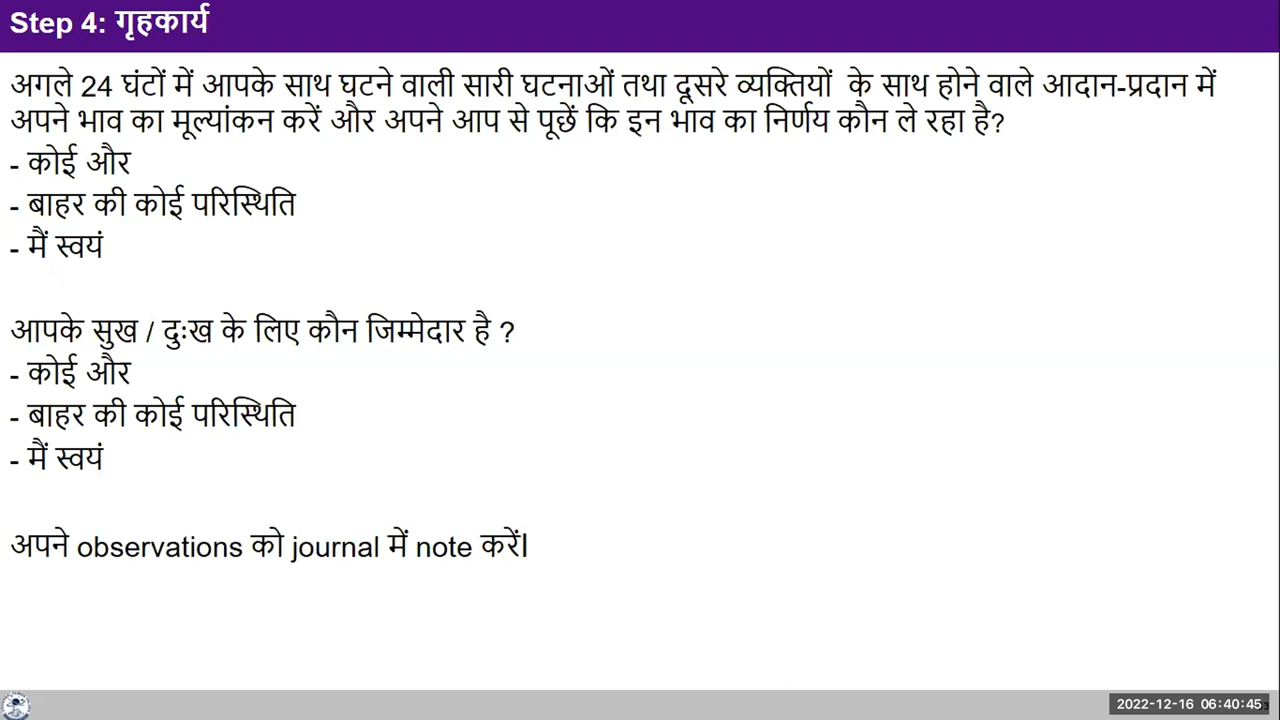 Step 4: गृहकार्य
अगले 24 घंटों में आपके साथ घटने वाली सारी घटनाओं तथा दूसरे व्यक्तियों के साथ होने वाले आदान-प्रदान में
अपने भाव का मूल्यांकन करें और अपने आप से पूछें कि इन भाव का निर्णय कौन ले रहा है?
- कोई और
- बाहर की कोई परिस्थिति
- मैं स्वयं
आपके सुख / दुःख के लिए कौन जिम्मेदार है ?
- कोई और
- बाहर की कोई परिस्थिति
- मैं स्वयं
अपने observations को journal में note करें।
2022-12-16 06:40:45